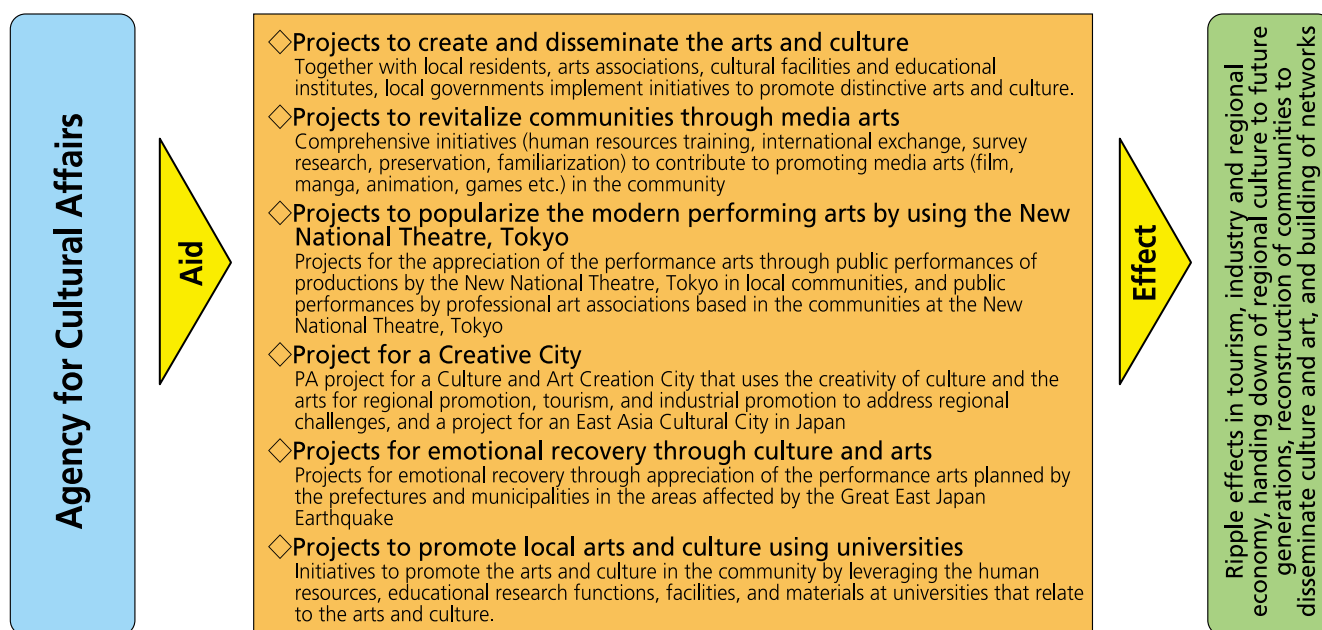 Agency for Cultural Affairs
Aid
◇Projects to create and disseminate the arts and culture
Together with local residents, arts associations, cultural facilities and educational
institutes, local governments implement initiatives to promote distinctive arts and culture.
◇Projects to revitalize communities through media arts
Comprehensive initiatives (human resources training, international exchange, survey
research, preservation, familiarization) to contribute to promoting media arts (film,
manga, animation, games etc.) in the community
◇Projects to popularize the modern performing arts by using the New
National Theatre, Tokyo
Projects for the appreciation of the performance arts through public performances of
productions by the New National Theatre, Tokyo in local communities, and public
performances by professional art associations based in the communities at the New
National Theatre, Tokyo
◇Project for a Creative City
PA project for a Culture and Art Creation City that uses the creativity of culture and the
arts for regional promotion, tourism, and industrial promotion to address regional
challenges, and a project for an East Asia Cultural City in Japan
◇Projects for emotional recovery through culture and arts
Projects for emotional recovery through appreciation of the performance arts planned by
the prefectures and municipalities in the areas affected by the Great East Japan
Earthquake
◇Projects to promote local arts and culture using universities
Initiatives to promote the arts and culture in the community by leveraging the human
resources, educational research functions, facilities, and materials at universities that relate
to the arts and culture.
Effect
Ripple effects in tourism, industry and regional
economy, handing down of regional culture to future
generations, reconstruction of communities to
disseminate culture and art, and building of networks